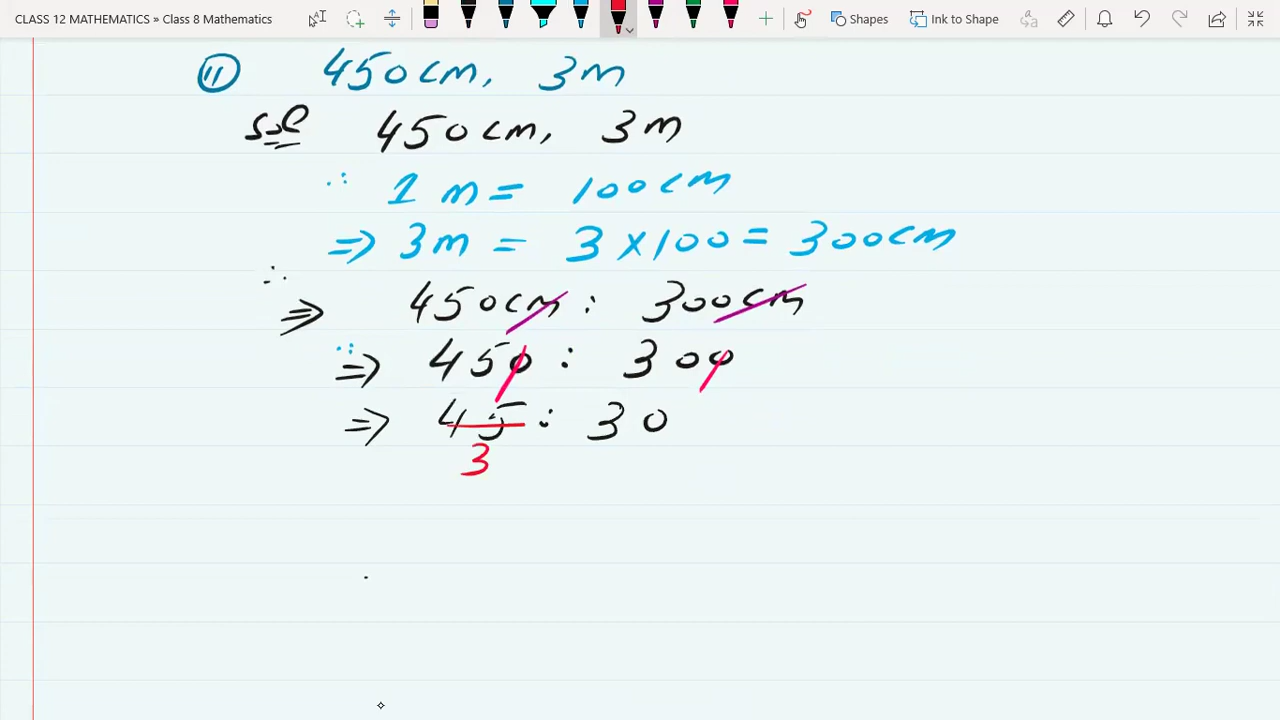 CLASS 12 MATHEMATICS » Class 8 Mathematics Shapes Ink to Shape
(ii) 450cm, 3m
Sol 450cm, 3m
∴ 1 m = 100cm
⇒ 3m = 3 × 100 = 300cm
∴
⇒ 450cm : 300cm
∵ ⇒ 450 : 300
⇒ 45 : 30
3